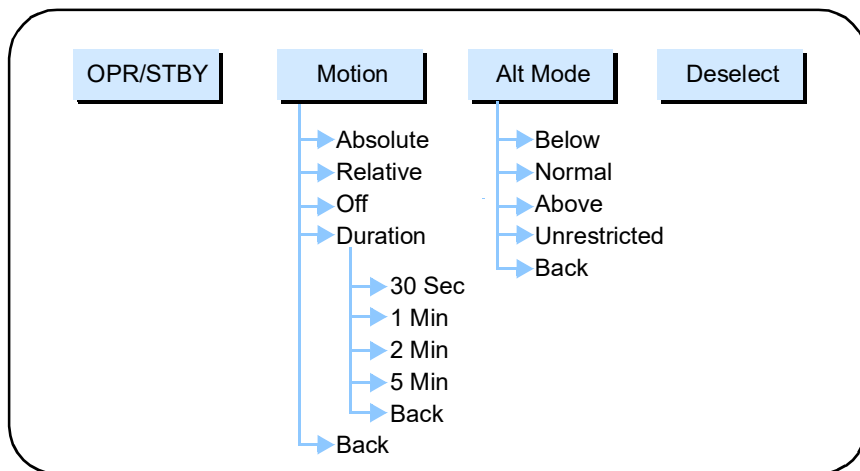 OPR/STBY
Motion
Alt Mode
Deselect
Absolute
Relative
Off
Duration
30 Sec
1 Min
2 Min
5 Min
Back
Back
Below
Normal
Above
Unrestricted
Back